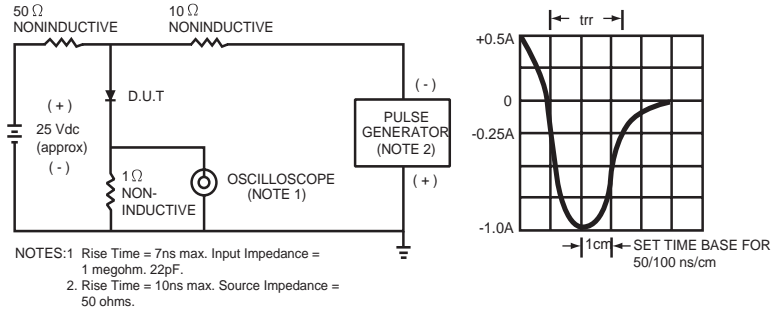 50 Ω
NONINDUCTIVE
10 Ω
NONINDUCTIVE
( + )
25 Vdc
(approx)
( - )
D.U.T
1 Ω
NON-
INDUCTIVE
OSCILLOSCOPE
(NOTE 1)
( - )
PULSE
GENERATOR
(NOTE 2)
( + )
NOTES:1 Rise Time = 7ns max. Input Impedance =
1 megohm. 22pF.
2. Rise Time = 10ns max. Source Impedance =
50 ohms.
trr
+0.5A
0
-0.25A
-1.0A
1cm
SET TIME BASE FOR
50/100 ns/cm